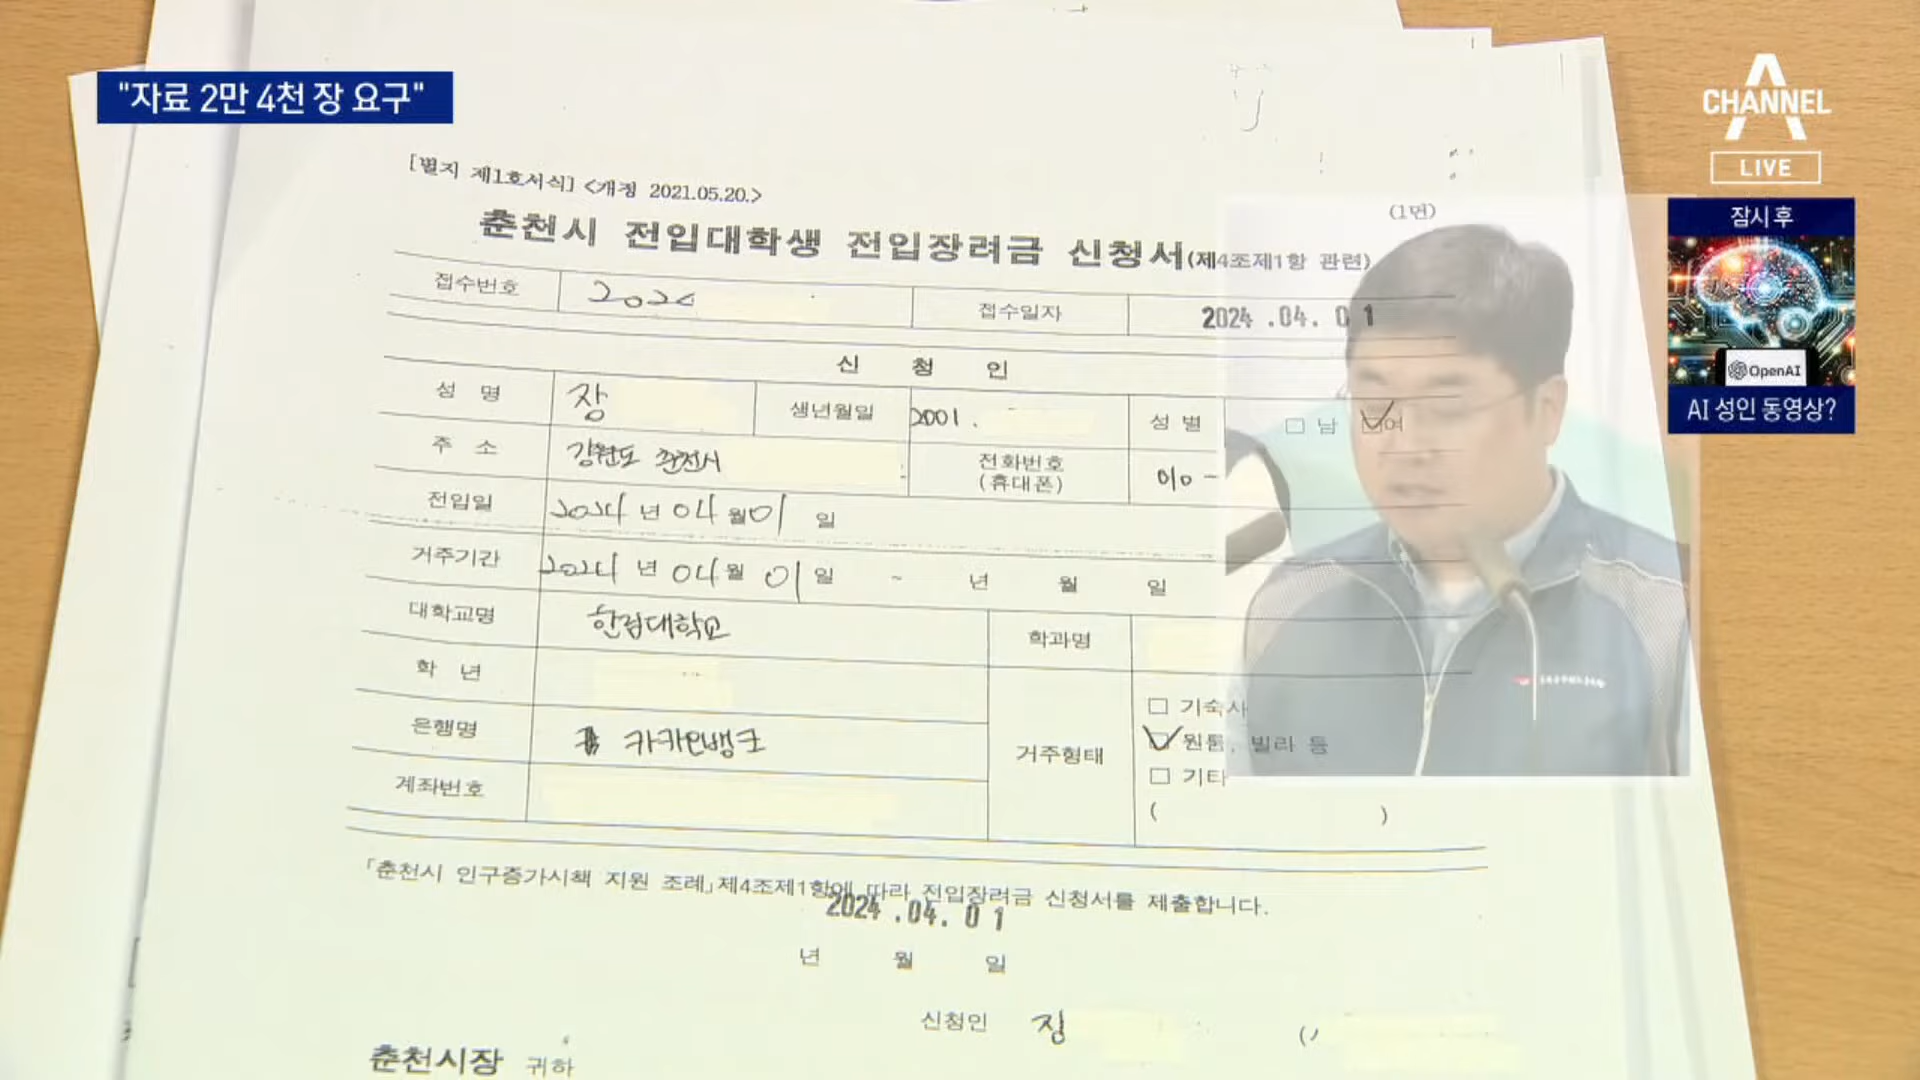 "자료 2만 4천 장 요구"
CHANNEL A
LIVE
잠시 후
OpenAI
AI 성인 동영상?
[별지 제1호서식] <개정 2021.05.20.>
(1면)
춘천시 전입대학생 전입장려금 신청서(제4조제1항 관련)
접수번호 202 접수일자 2024 .04. 0 1
신 청 인
성 명 장 생년월일 2001. 성 별 □ 남 □여
주 소 강원도 춘천시 전화번호 (휴대폰) 010 -
전입일 2024 년 04 월 01 일
거주기간 2024 년 04 월 01 일 ~ 년 월 일
대학교명 한림대학교 학과명
학 년
은행명 카카오뱅크
거주형태
□ 기숙사
□ 원룸, 빌라 등
□ 기타
( )
계좌번호
「춘천시 인구증가시책 지원 조례」제4조제1항에 따라 전입장려금 신청서를 제출합니다.
2024 .04. 0 1
년 월 일
신청인 장 (
춘천시장 귀하